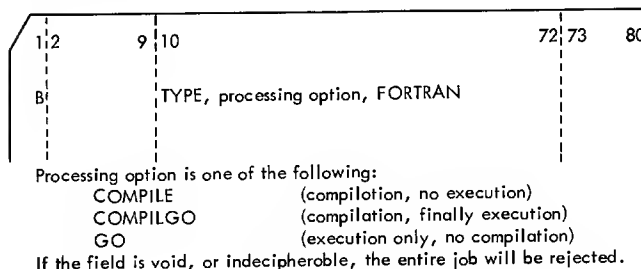 1 2 9 10 72 73 80
B TYPE, processing option, FORTRAN
Processing option is one of the following:
COMPILE (compilotion, no execution)
COMPILGO (compilation, finally execution)
GO (execution only, no compilation)
If the field is void, or indecipheroble, the entire job will be rejected.